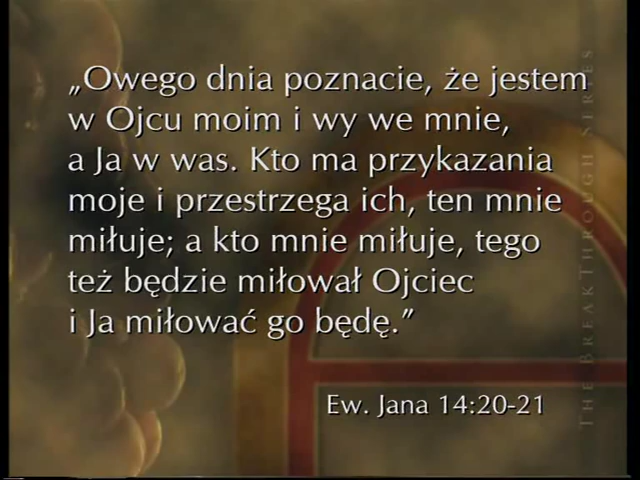 „Owego dnia poznacie, że jestem
w Ojcu moim i wy we mnie,
a Ja w was. Kto ma przykazania
moje i przestrzega ich, ten mnie
miłuje; a kto mnie miłuje, tego
też będzie miłował Ojciec
i Ja miłować go będę.”
Ew. Jana 14:20-21
THE BREAKTHROUGH SERIES